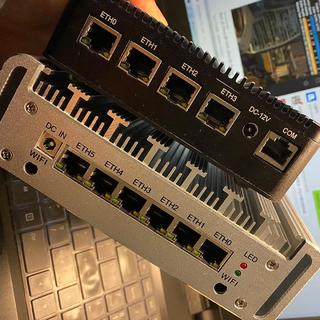 ETH0 ETH1 ETH2 ETH3 DC-12V COM
DC IN ETH5 ETH4 ETH3 ETH2 ETH1 ETH0 LED
WIFI WIFI